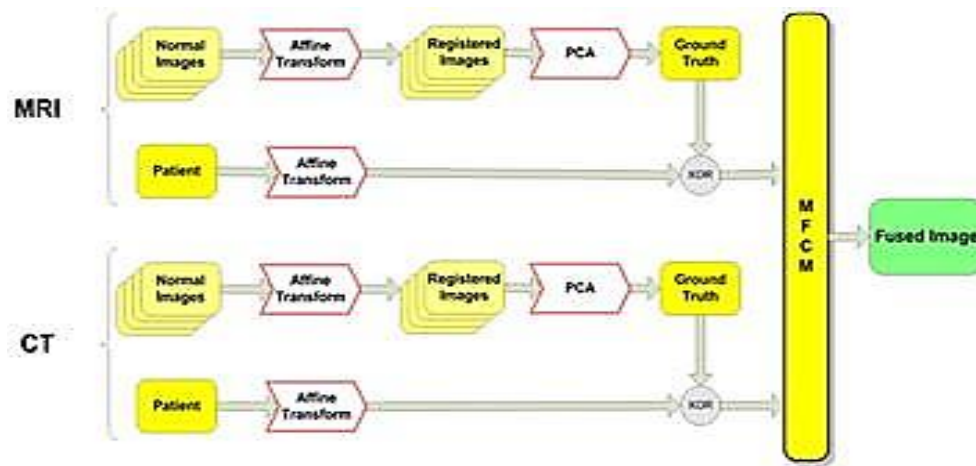 MRI
Normal
Images
Affine
Transform
Registered
Images
PCA
Ground
Truth
Patient
Affine
Transform
XOR
CT
Normal
Images
Affine
Transform
Registered
Images
PCA
Ground
Truth
Patient
Affine
Transform
XOR
M
F
C
M
Fused Image